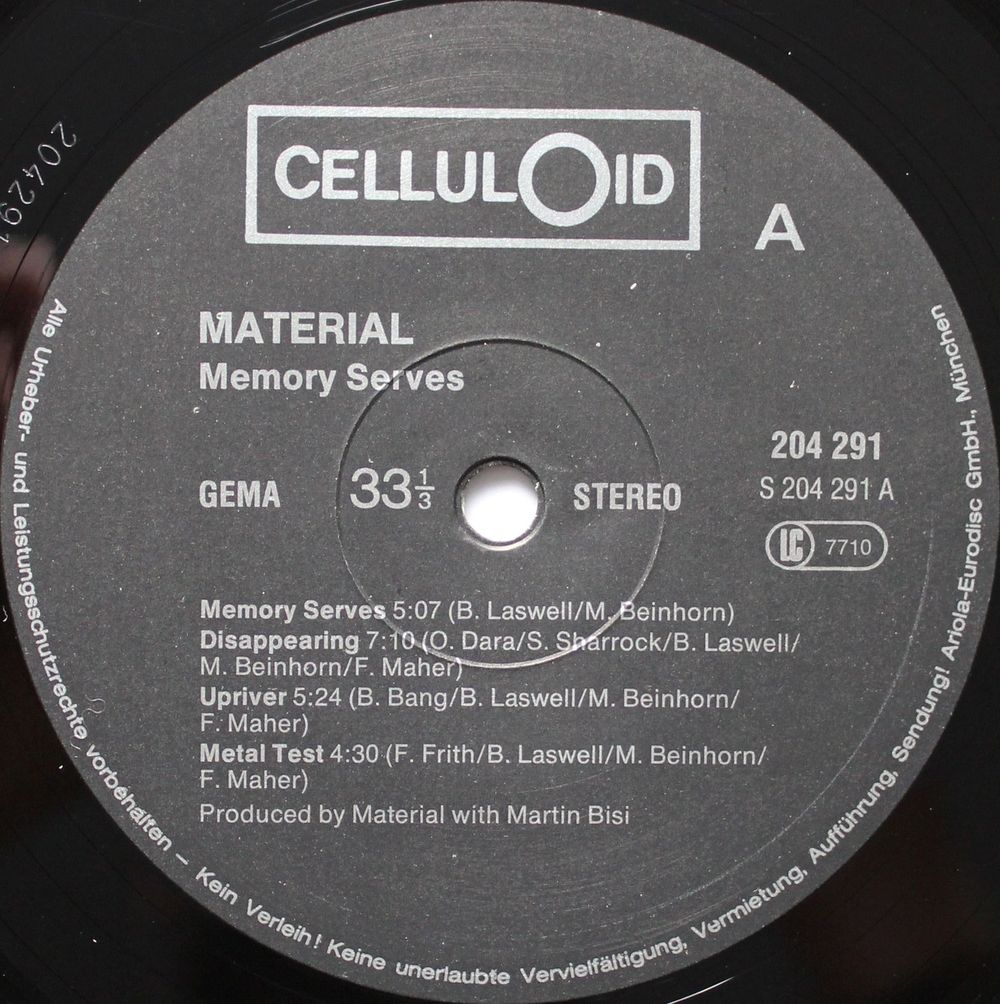 CELLULOID
A
MATERIAL
Memory Serves
204 291
S 204 291 A
GEMA 33 1/3 STEREO
LC 7710
Memory Serves 5:07 (B. Laswell/M. Beinhorn)
Disappearing 7:10 (O. Dara/S. Sharrock/B. Laswell/
M. Beinhorn/F. Maher)
Upriver 5:24 (B. Bang/B. Laswell/M. Beinhorn/
F. Maher)
Metal Test 4:30 (F. Frith/B. Laswell/M. Beinhorn/
F. Maher)
Produced by Material with Martin Bisi
Alle Urheber- und Leistungsschutzrechte vorbehalten – Kein Verleih! Keine unerlaubte Vervielfältigung, Vermietung, Aufführung, Sendung! Ariola-Eurodisc GmbH., München
204291